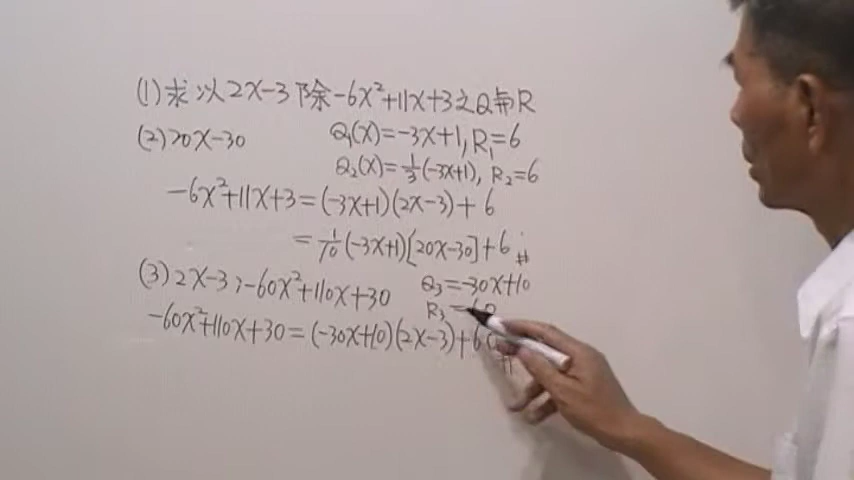 (1)求以2x-3除-6x²+11x+3之Q與R
(2)20x-30 Q₁(x)=-3x+1, R₁=6
Q₂(x)=⅓(-3x+1), R₂=6
-6x²+11x+3=(-3x+1)(2x-3)+6
=1/10(-3x+1)[20x-30]+6 #
(3)2x-3;-60x²+110x+30 Q₃=-30x+10
R₃=60
-60x²+110x+30=(-30x+10)(2x-3)+60